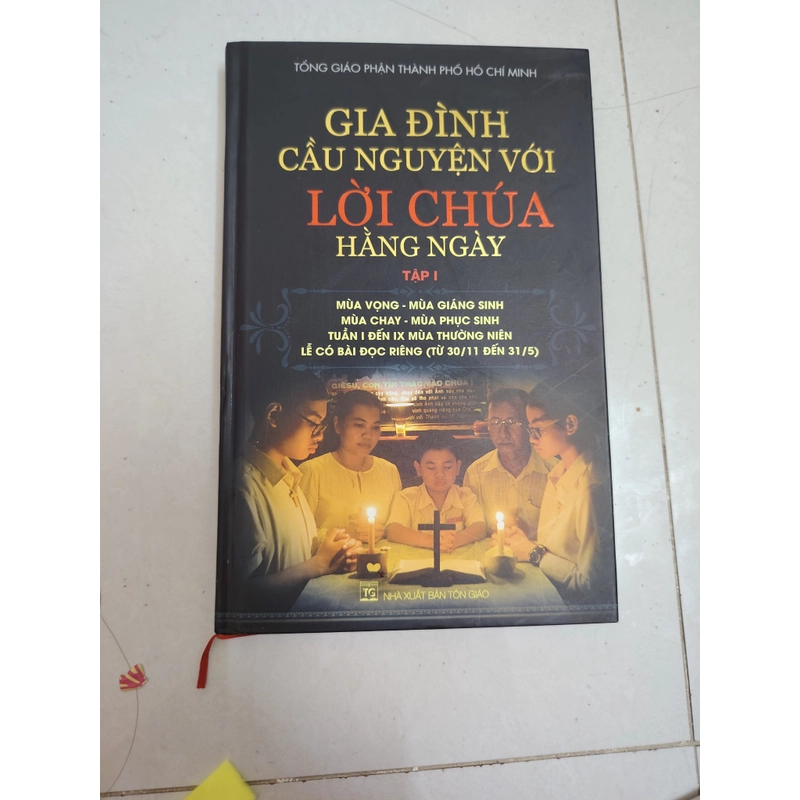 TỔNG GIÁO PHẬN THÀNH PHỐ HỒ CHÍ MINH
GIA ĐÌNH
CẦU NGUYỆN VỚI
LỜI CHÚA
HẰNG NGÀY
TẬP I
MÙA VỌNG - MÙA GIÁNG SINH
MÙA CHAY - MÙA PHỤC SINH
TUẦN I ĐẾN IX MÙA THƯỜNG NIÊN
LỄ CÓ BÀI ĐỌC RIÊNG (TỪ 30/11 ĐẾN 31/5)
GIÊSU, CON TÍN THÁC VÀO CHÚA
TG
NHÀ XUẤT BẢN TÔN GIÁO